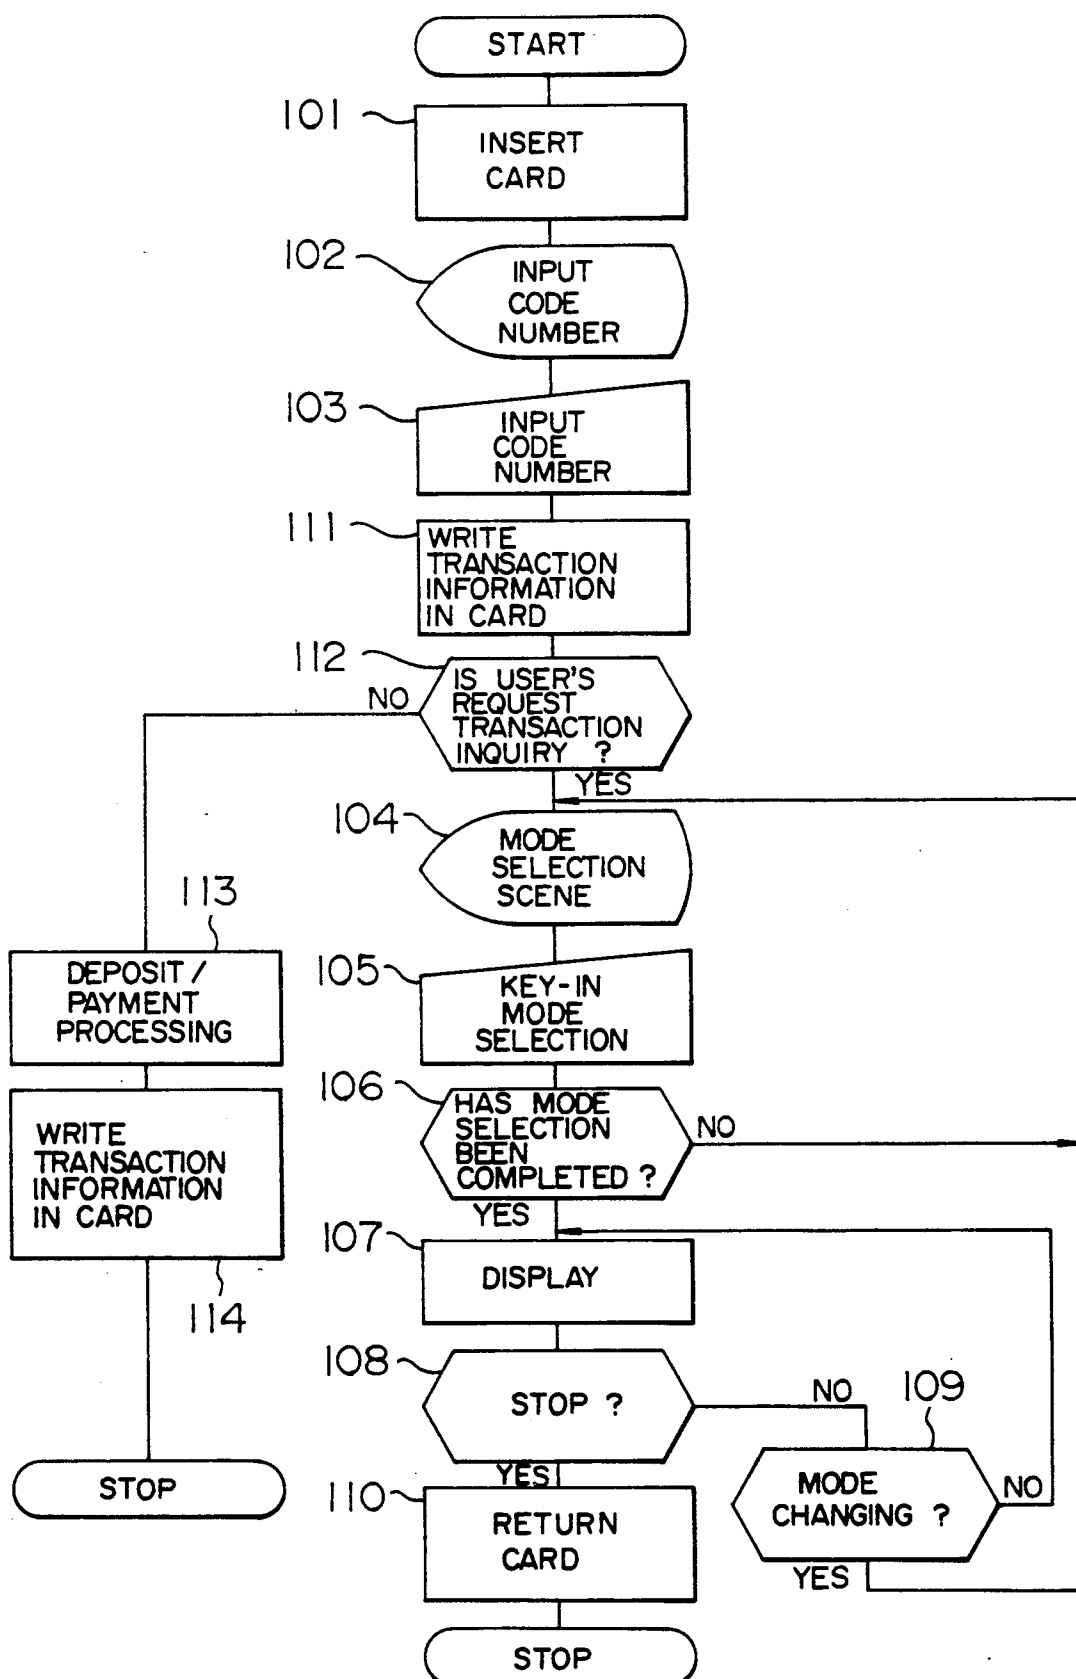 START
101
INSERT
CARD
102
INPUT
CODE
NUMBER
103
INPUT
CODE
NUMBER
111
WRITE
TRANSACTION
INFORMATION
IN CARD
112
IS USER'S
REQUEST
TRANSACTION
INQUIRY ?
NO
YES
104
MODE
SELECTION
SCENE
113
DEPOSIT /
PAYMENT
PROCESSING
105
KEY-IN
MODE
SELECTION
106
HAS MODE
SELECTION
BEEN
COMPLETED ?
NO
YES
WRITE
TRANSACTION
INFORMATION
IN CARD
114
107
DISPLAY
108
STOP ?
NO
109
YES
MODE
CHANGING ?
NO
YES
STOP
110
RETURN
CARD
STOP